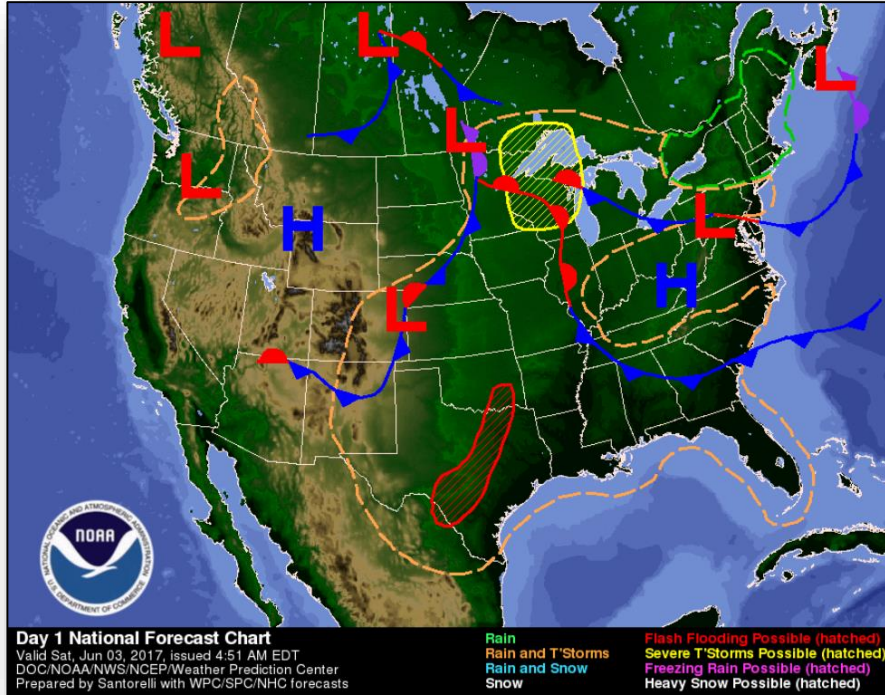 L
L
L
L
L
H
L
H
L
NOAA
NATIONAL OCEANIC AND ATMOSPHERIC ADMINISTRATION
U.S. DEPARTMENT OF COMMERCE
Day 1 National Forecast Chart
Valid Sat, Jun 03, 2017, issued 4:51 AM EDT
DOC/NOAA/NWS/NCEP/Weather Prediction Center
Prepared by Santorelli with WPC/SPC/NHC forecasts
Rain
Rain and T'Storms
Rain and Snow
Snow
Flash Flooding Possible (hatched)
Severe T'Storms Possible (hatched)
Freezing Rain Possible (hatched)
Heavy Snow Possible (hatched)